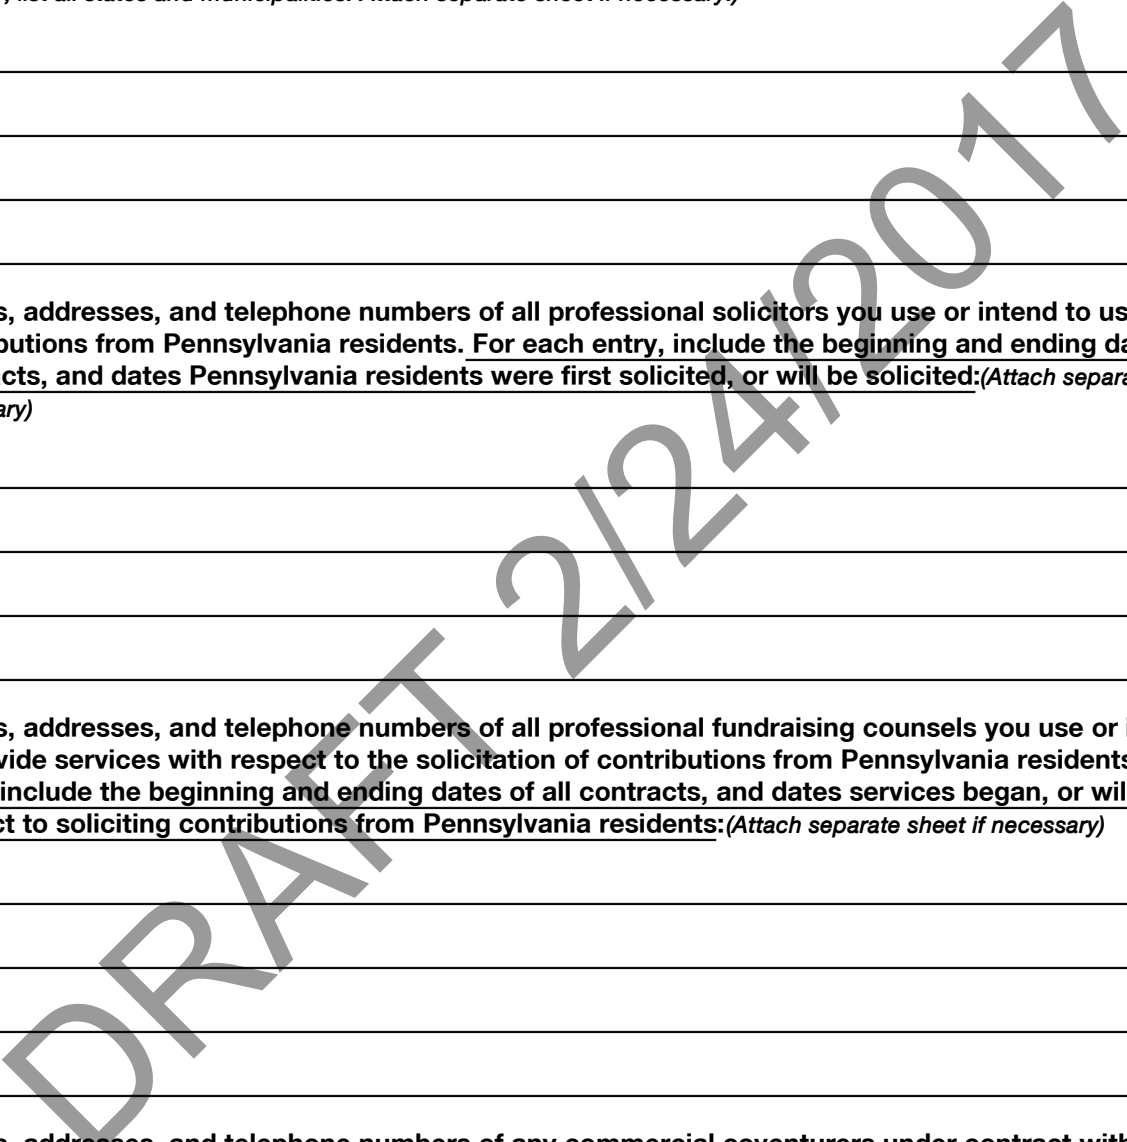 list all states and municipalities. Attach separate sheet if necessary.)
s, addresses, and telephone numbers of all professional solicitors you use or intend to us
butions from Pennsylvania residents. For each entry, include the beginning and ending da
cts, and dates Pennsylvania residents were first solicited, or will be solicited:(Attach separa
ary)
s, addresses, and telephone numbers of all professional fundraising counsels you use or i
vide services with respect to the solicitation of contributions from Pennsylvania residents
include the beginning and ending dates of all contracts, and dates services began, or wil
ct to soliciting contributions from Pennsylvania residents:(Attach separate sheet if necessary)
s, addresses, and telephone numbers of any commercial coventurers under contract with
DRAFT 2/24/2017